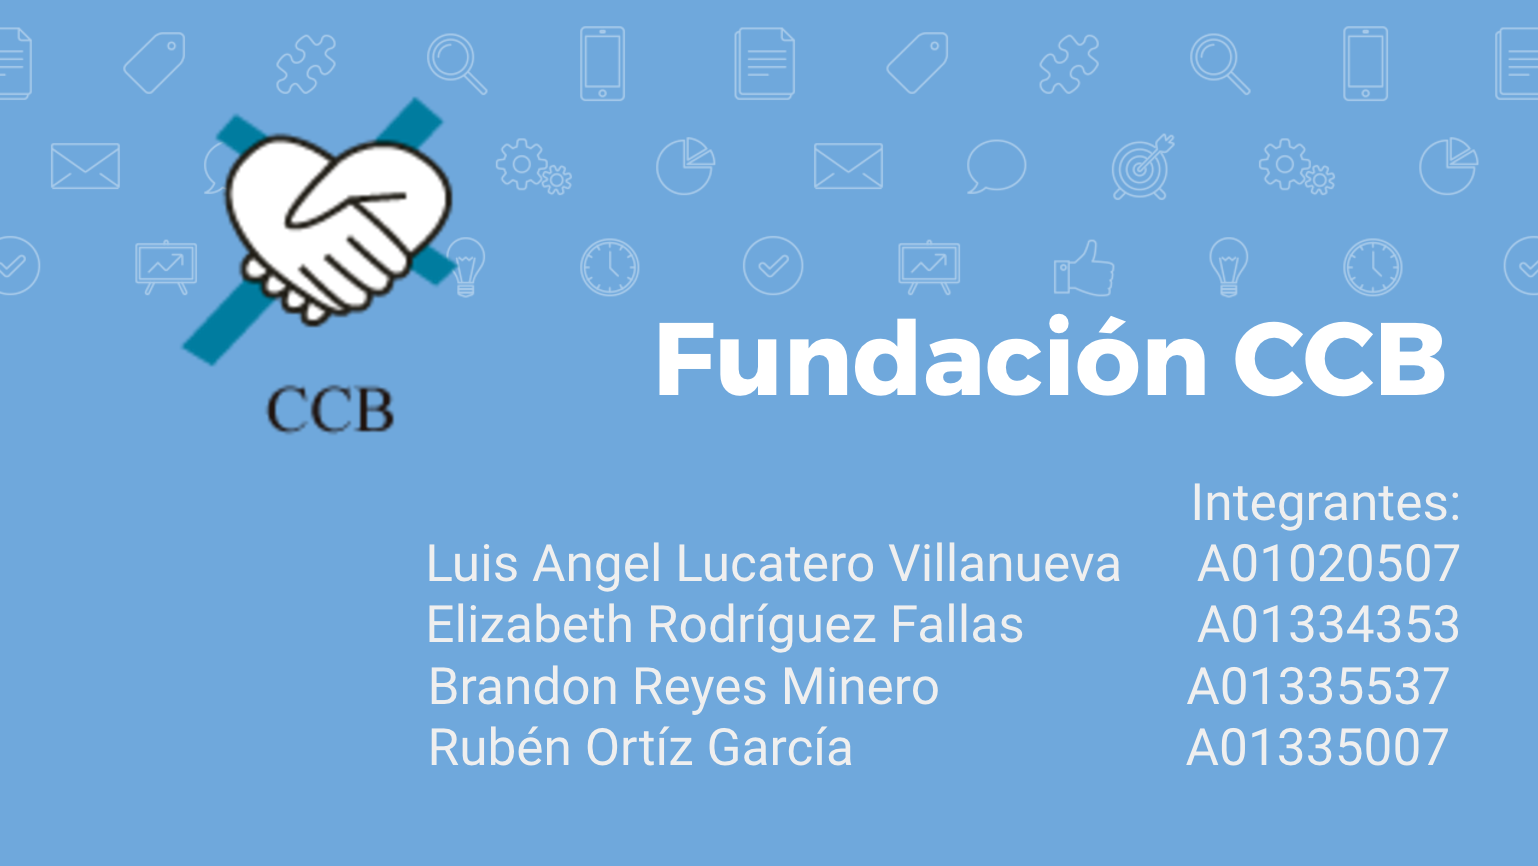 CCB
Fundación CCB
Integrantes:
Luis Angel Lucatero Villanueva A01020507
Elizabeth Rodríguez Fallas A01334353
Brandon Reyes Minero A01335537
Rubén Ortíz García A01335007